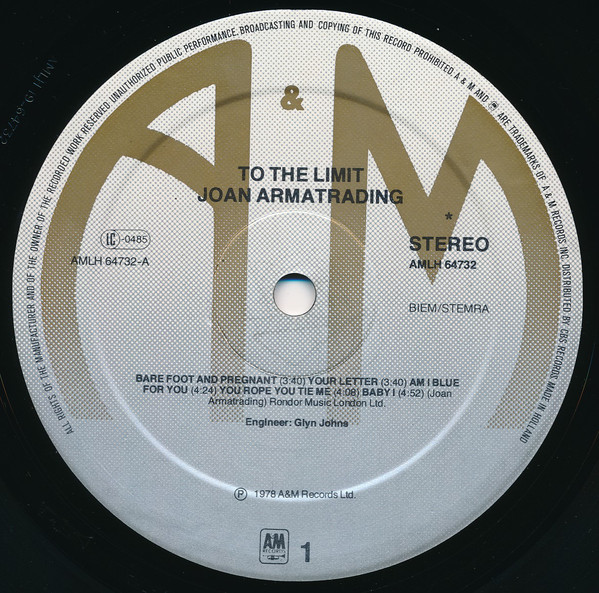 ALL RIGHTS OF THE MANUFACTURER AND OF THE OWNER OF THE RECORDED WORK RESERVED. UNAUTHORIZED PUBLIC PERFORMANCE, BROADCASTING AND COPYING OF THIS RECORD PROHIBITED. A & M AND ARE TRADEMARKS OF A & M RECORDS INC. DISTRIBUTED BY CBS RECORDS. MADE IN HOLLAND
&
TO THE LIMIT
JOAN ARMATRADING
*
LC-0485
STEREO
AMLH 64732-A
AMLH 64732
BIEM/STEMRA
BARE FOOT AND PREGNANT (3:40) YOUR LETTER (3:40) AM I BLUE
FOR YOU (4:24) YOU ROPE YOU TIE ME (4:08) BABY I (4:52) (Joan
Armatrading) Rondor Music London Ltd.
Engineer: Glyn Johns
Ⓟ 1978 A&M Records Ltd.
AM
RECORDS
1